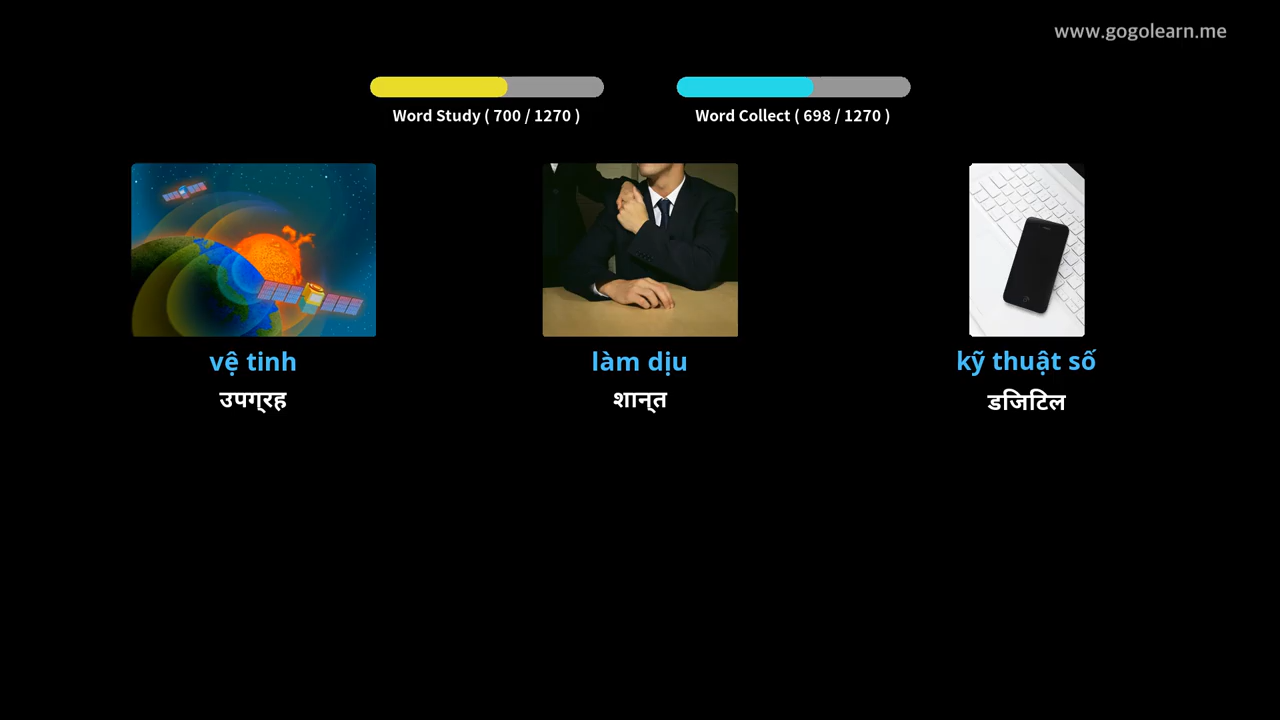 www.gogolearn.me
Word Study ( 700 / 1270 )
Word Collect ( 698 / 1270 )
vệ tinh
làm dịu
kỹ thuật số
उपग्रह
शान्त
डजिटिल